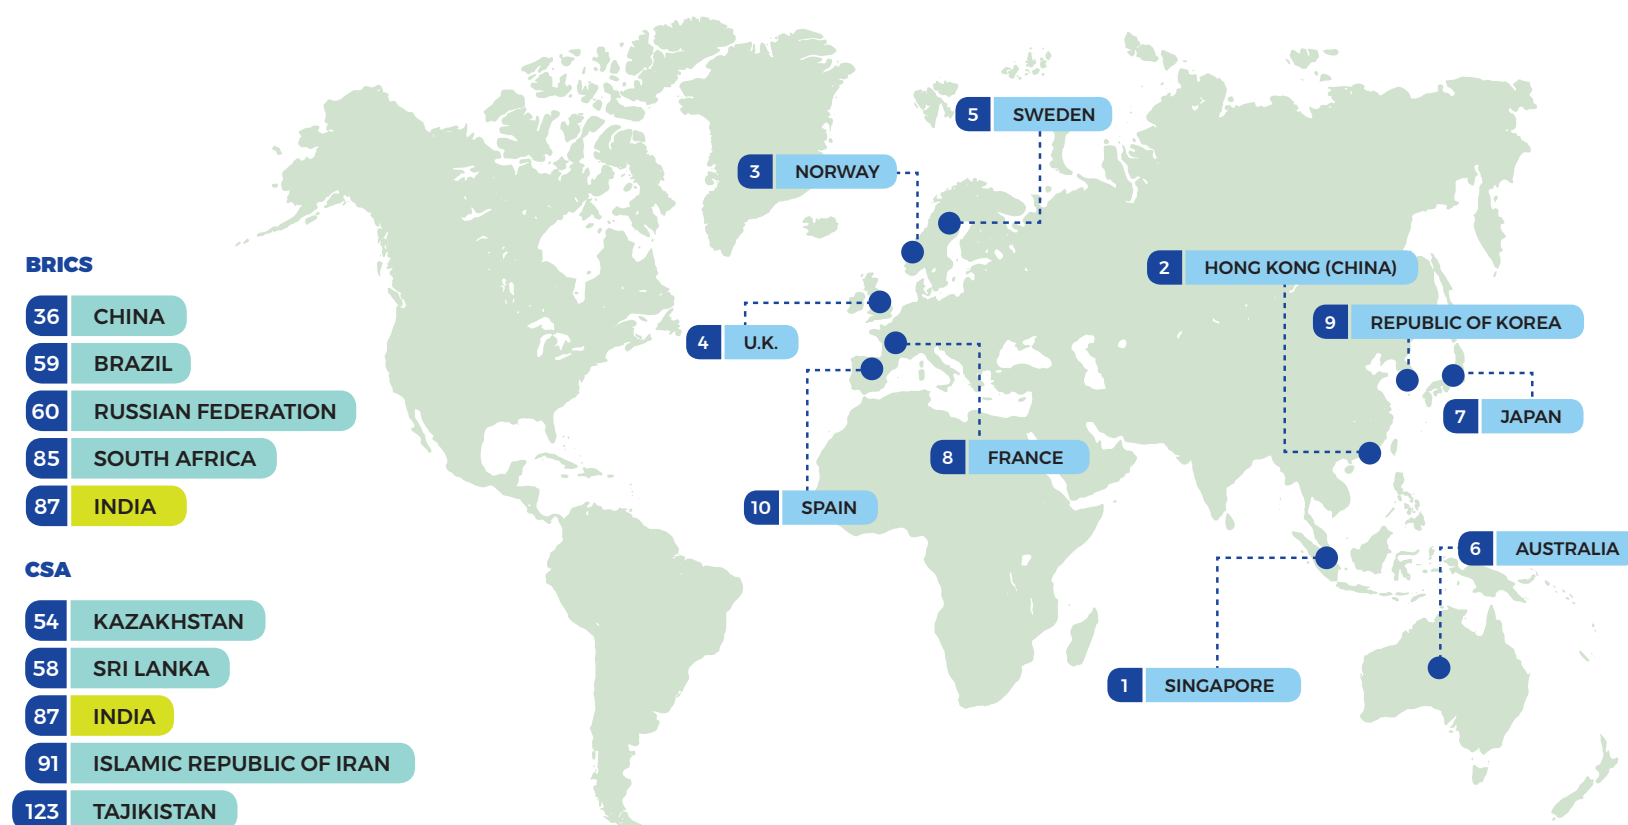 5 SWEDEN
3 NORWAY
BRICS
2 HONG KONG (CHINA)
36 CHINA
9 REPUBLIC OF KOREA
4 U.K.
59 BRAZIL
60 RUSSIAN FEDERATION
7 JAPAN
85 SOUTH AFRICA
8 FRANCE
87 INDIA
10 SPAIN
6 AUSTRALIA
CSA
54 KAZAKHSTAN
58 SRI LANKA
1 SINGAPORE
87 INDIA
91 ISLAMIC REPUBLIC OF IRAN
123 TAJIKISTAN